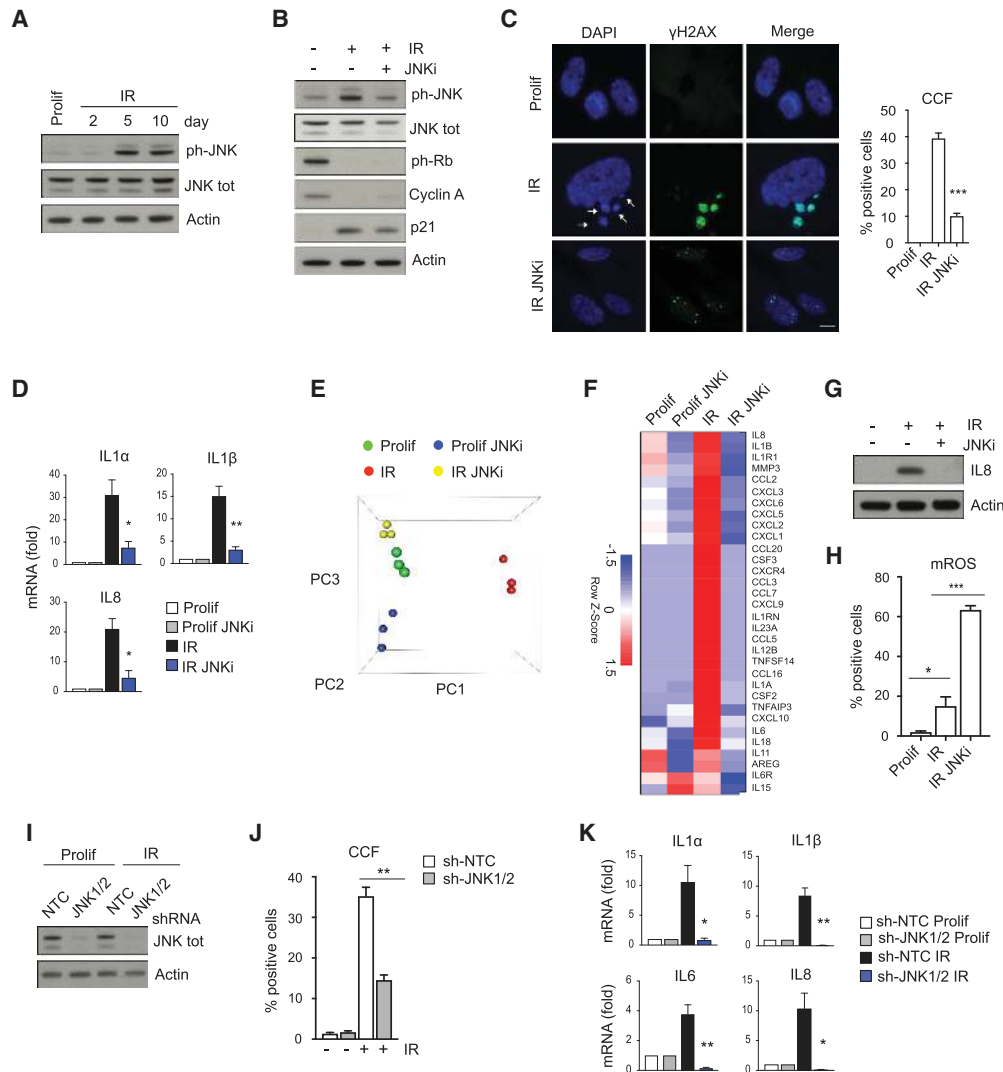 A
Prolif
IR
2 5 10 day
ph-JNK
JNK tot
Actin
B
- + + IR
- - + JNKi
ph-JNK
JNK tot
ph-Rb
Cyclin A
p21
Actin
C
DAPI γH2AX Merge
Prolif
IR
IR JNKi
CCF
% positive cells
50
40
30
20
10
0
Prolif
IR
IR JNKi
***
D
mRNA (fold)
IL1α
40
30
20
10
0
*
IL1β
20
15
10
5
0
**
IL8
30
20
10
0
*
Prolif
Prolif JNKi
IR
IR JNKi
E
Prolif
Prolif JNKi
IR
IR JNKi
PC3
PC2
PC1
F
Prolif
Prolif JNKi
IR
IR JNKi
-1.5
0
1.5
Row Z-Score
IL8
IL1B
IL1R1
MMP3
CCL2
CXCL3
CXCL6
CXCL5
CXCL2
CXCL1
CCL20
CSF3
CXCR4
CCL3
CCL7
CXCL9
IL1RN
IL23A
CCL5
IL12B
TNFSF14
CCL16
IL1A
CSF2
TNFAIP3
CXCL10
IL6
IL18
IL11
AREG
IL6R
IL15
G
- + + IR
- - + JNKi
IL8
Actin
H
mROS
% positive cells
80
60
40
20
0
*
***
Prolif
IR
IR JNKi
I
Prolif IR
NTC
JNK1/2
NTC
JNK1/2
shRNA
JNK tot
Actin
J
CCF
% positive cells
40
30
20
10
0
**
- - + + IR
sh-NTC
sh-JNK1/2
K
IL1α
mRNA (fold)
15
10
5
0
*
IL1β
15
10
5
0
**
IL6
mRNA (fold)
6
4
2
0
**
IL8
15
10
5
0
*
sh-NTC Prolif
sh-JNK1/2 Prolif
sh-NTC IR
sh-JNK1/2 IR